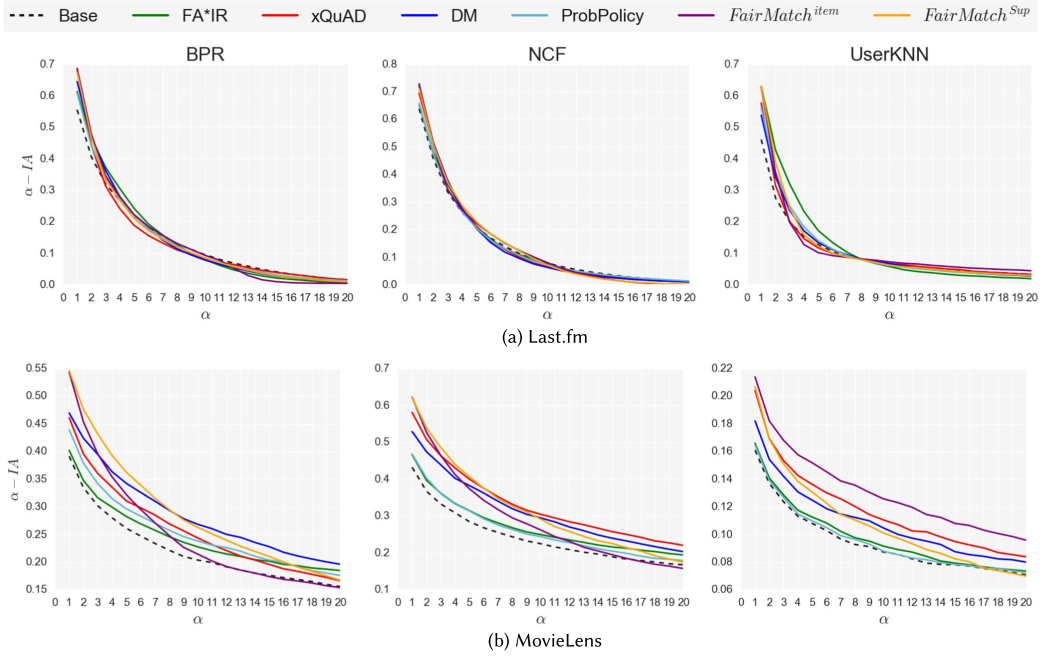 Base FA*IR xQuAD DM ProbPolicy FairMatch^item FairMatch^Sup
BPR NCF UserKNN
α − IA
0.7 0.6 0.5 0.4 0.3 0.2 0.1 0.0
0 1 2 3 4 5 6 7 8 9 10 11 12 13 14 15 16 17 18 19 20
α
0.8 0.7 0.6 0.5 0.4 0.3 0.2 0.1 0.0
0 1 2 3 4 5 6 7 8 9 10 11 12 13 14 15 16 17 18 19 20
α
0.7 0.6 0.5 0.4 0.3 0.2 0.1 0.0
0 1 2 3 4 5 6 7 8 9 10 11 12 13 14 15 16 17 18 19 20
α
(a) Last.fm
α − IA
0.55 0.50 0.45 0.40 0.35 0.30 0.25 0.20 0.15
0 1 2 3 4 5 6 7 8 9 10 11 12 13 14 15 16 17 18 19 20
α
0.7 0.6 0.5 0.4 0.3 0.2 0.1
0 1 2 3 4 5 6 7 8 9 10 11 12 13 14 15 16 17 18 19 20
α
0.22 0.20 0.18 0.16 0.14 0.12 0.10 0.08 0.06
0 1 2 3 4 5 6 7 8 9 10 11 12 13 14 15 16 17 18 19 20
α
(b) MovieLens